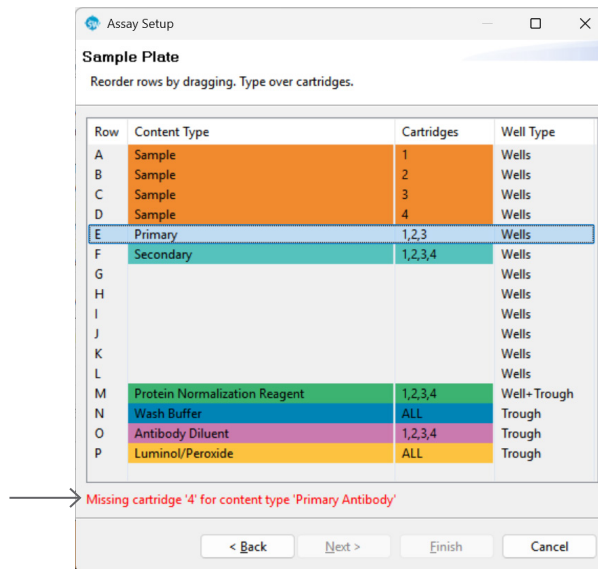 Assay Setup
Sample Plate
Reorder rows by dragging. Type over cartridges.
Row Content Type Cartridges Well Type
A Sample 1 Wells
B Sample 2 Wells
C Sample 3 Wells
D Sample 4 Wells
E Primary 1,2,3 Wells
F Secondary 1,2,3,4 Wells
G Wells
H Wells
I Wells
J Wells
K Wells
L Wells
M Protein Normalization Reagent 1,2,3,4 Well+Trough
N Wash Buffer ALL Trough
O Antibody Diluent 1,2,3,4 Trough
P Luminol/Peroxide ALL Trough
Missing cartridge '4' for content type 'Primary Antibody'
< Back Next > Finish Cancel